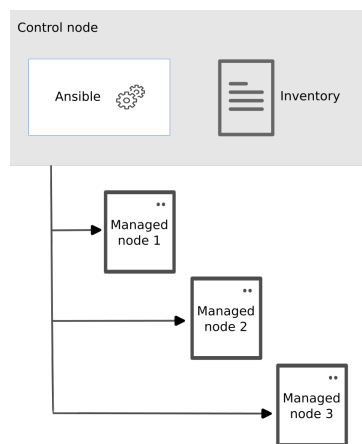 Control node
Ansible
Inventory
Managed
node 1
Managed
node 2
Managed
node 3